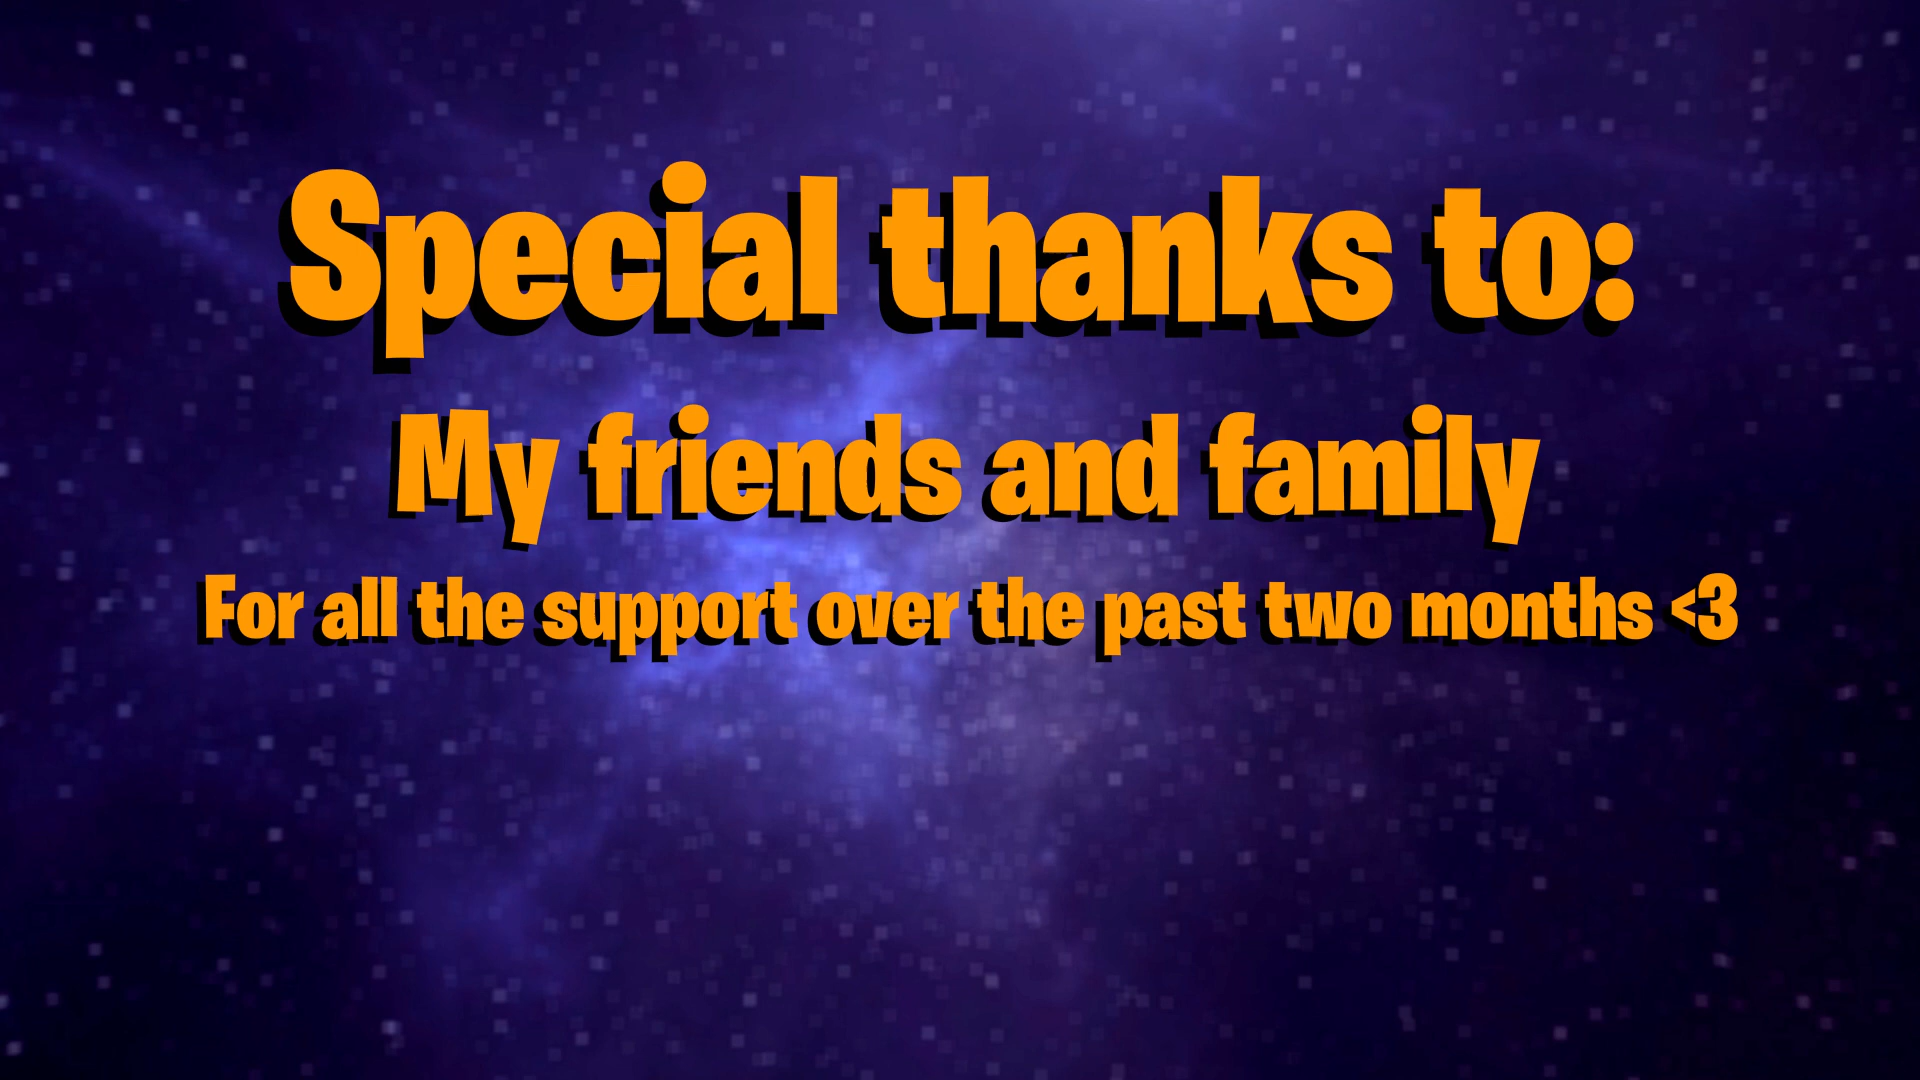 Special thanks to:
My friends and family
For all the support over the past two months <3